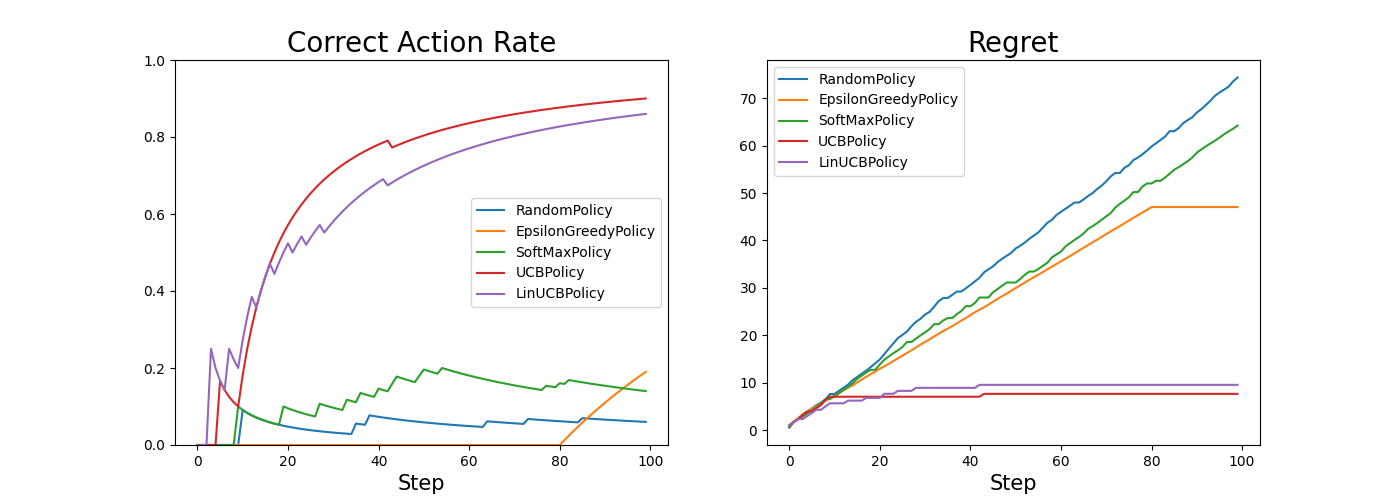 Correct Action Rate
1.0
0.8
0.6
0.4
0.2
0.0
RandomPolicy
EpsilonGreedyPolicy
SoftMaxPolicy
UCBPolicy
LinUCBPolicy
0 20 40 60 80 100
Step
Regret
RandomPolicy
EpsilonGreedyPolicy
SoftMaxPolicy
UCBPolicy
LinUCBPolicy
70
60
50
40
30
20
10
0
0 20 40 60 80 100
Step